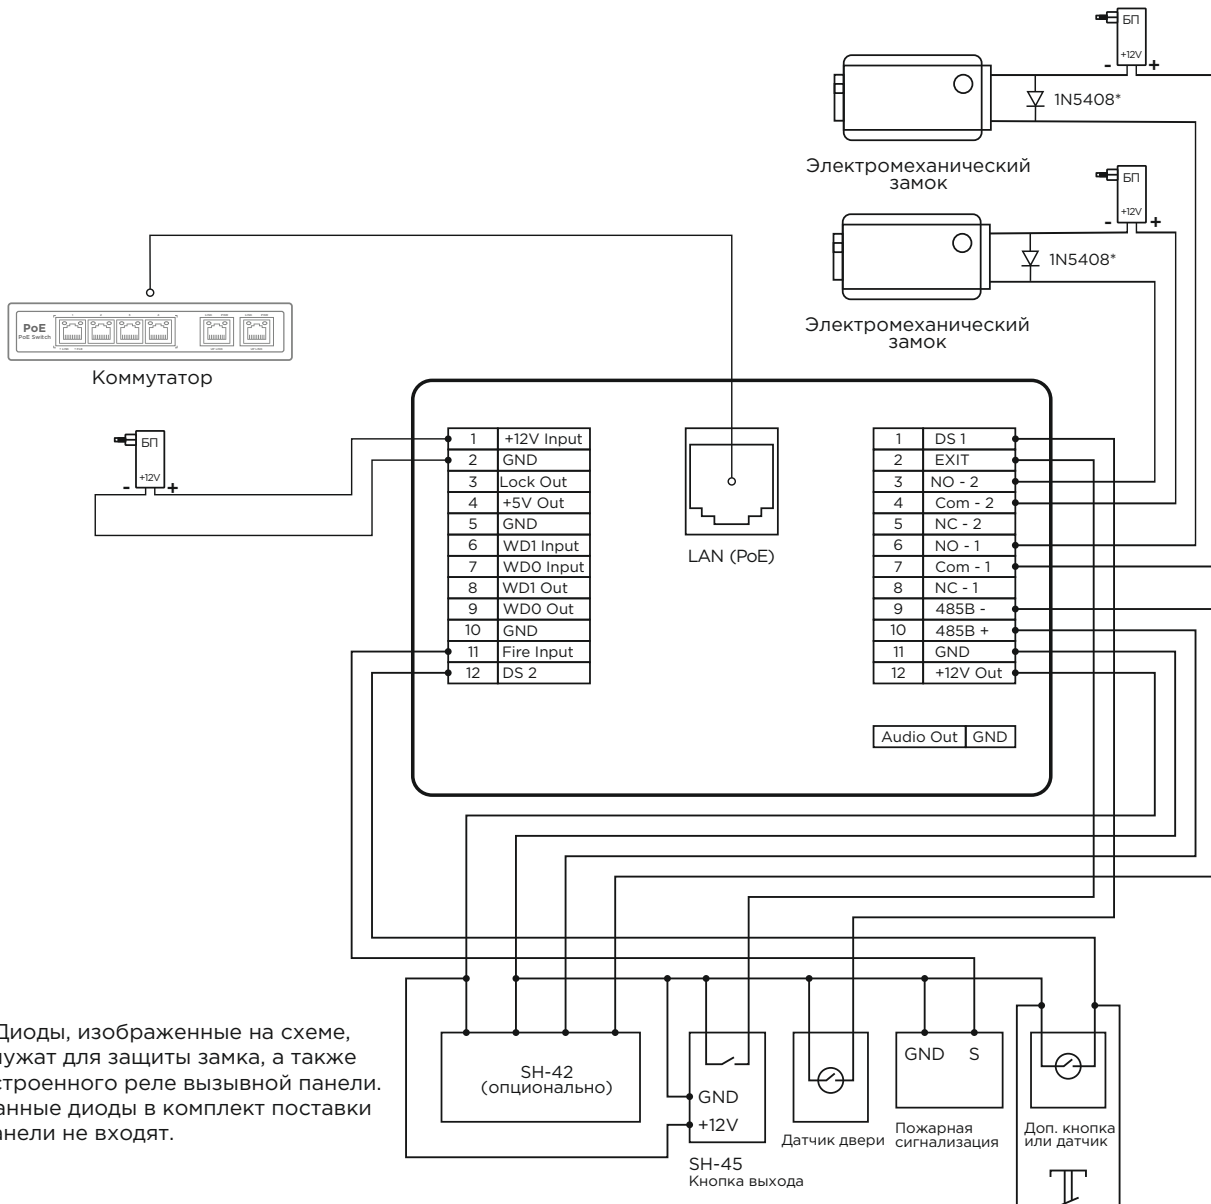 БП
+12V
- +
1N5408*
Электромеханический
замок
БП
+12V
- +
1N5408*
Электромеханический
замок
PoE
PoE Switch
Коммутатор
БП
+12V
- +
1 +12V Input
2 GND
3 Lock Out
4 +5V Out
5 GND
6 WD1 Input
7 WD0 Input
8 WD1 Out
9 WD0 Out
10 GND
11 Fire Input
12 DS 2
LAN (PoE)
1 DS 1
2 EXIT
3 NO - 2
4 Com - 2
5 NC - 2
6 NO - 1
7 Com - 1
8 NC - 1
9 485B -
10 485B +
11 GND
12 +12V Out
Audio Out GND
Диоды, изображенные на схеме,
лужат для защиты замка, а также
строенного реле вызывной панели.
анные диоды в комплект поставки
анели не входят.
SH-42
(опционально)
GND
+12V
SH-45
Кнопка выхода
Датчик двери
GND S
Пожарная
сигнализация
Доп. кнопка
или датчик